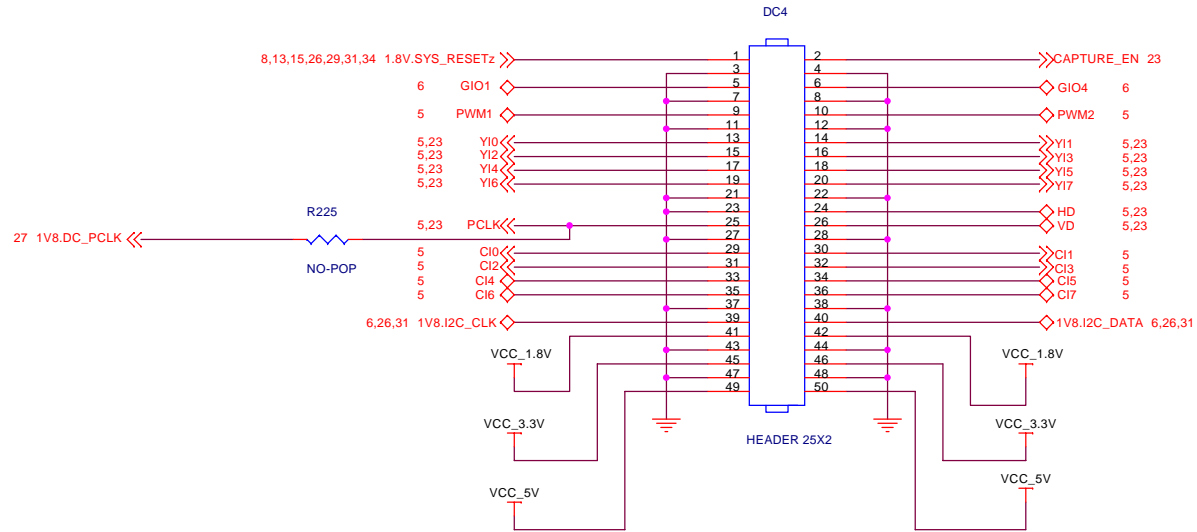 DC4
8,13,15,26,29,31,34 1.8V.SYS_RESETz 1 2 CAPTURE_EN 23
3 4
6 GIO1 5 6 GIO4 6
7 8
5 PWM1 9 10 PWM2 5
11 12
5,23 YI0 13 14 YI1 5,23
5,23 YI2 15 16 YI3 5,23
5,23 YI4 17 18 YI5 5,23
5,23 YI6 19 20 YI7 5,23
21 22
R225 23 24 HD 5,23
5,23 PCLK 25 26 VD 5,23
27 1V8.DC_PCLK 27 28
5 CI0 29 30 CI1 5
NO-POP 5 CI2 31 32 CI3 5
5 CI4 33 34 CI5 5
5 CI6 35 36 CI7 5
37 38
6,26,31 1V8.I2C_CLK 39 40 1V8.I2C_DATA 6,26,31
41 42
VCC_1.8V 43 44 VCC_1.8V
45 46
47 48
49 50
VCC_3.3V VCC_3.3V
HEADER 25X2
VCC_5V VCC_5V